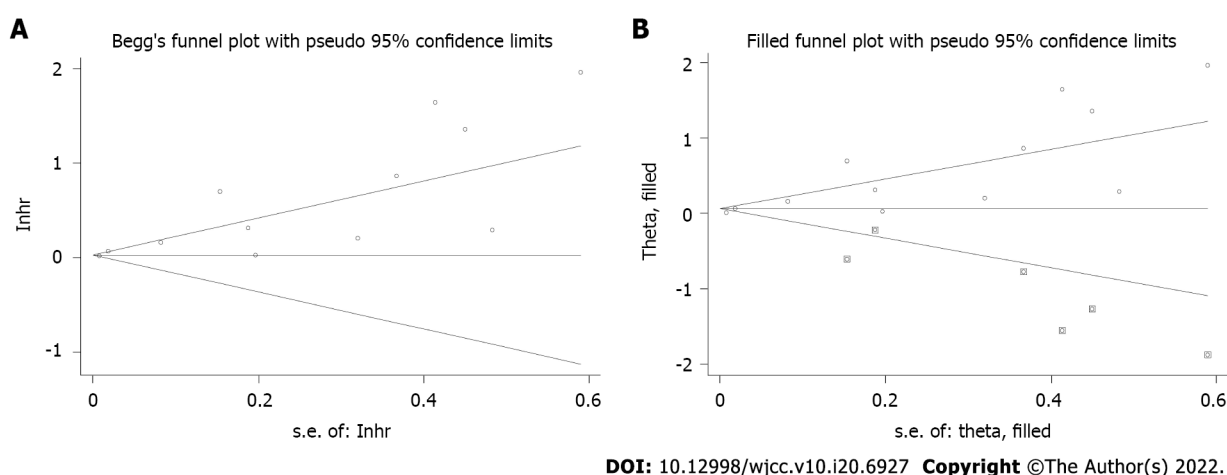 A
Begg's funnel plot with pseudo 95% confidence limits
2
1
0
-1
lnhr
0
0.2
0.4
0.6
s.e. of: lnhr
B
Filled funnel plot with pseudo 95% confidence limits
2
1
0
-1
-2
Theta, filled
0
0.2
0.4
0.6
s.e. of: theta, filled
DOI: 10.12998/wjcc.v10.i20.6927 Copyright ©The Author(s) 2022.